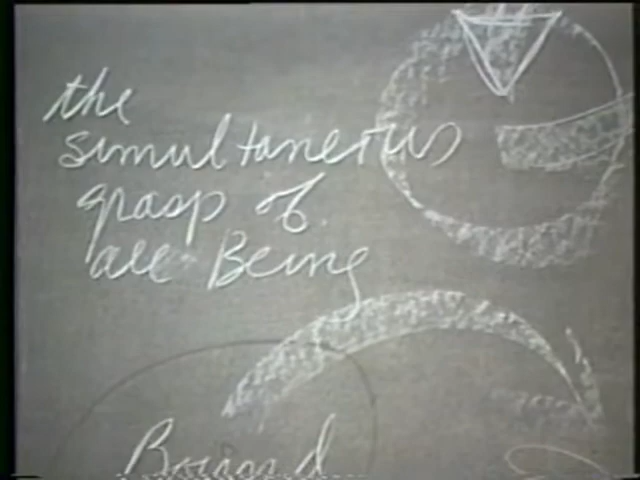 the
simultaneous
grasp of
all Being